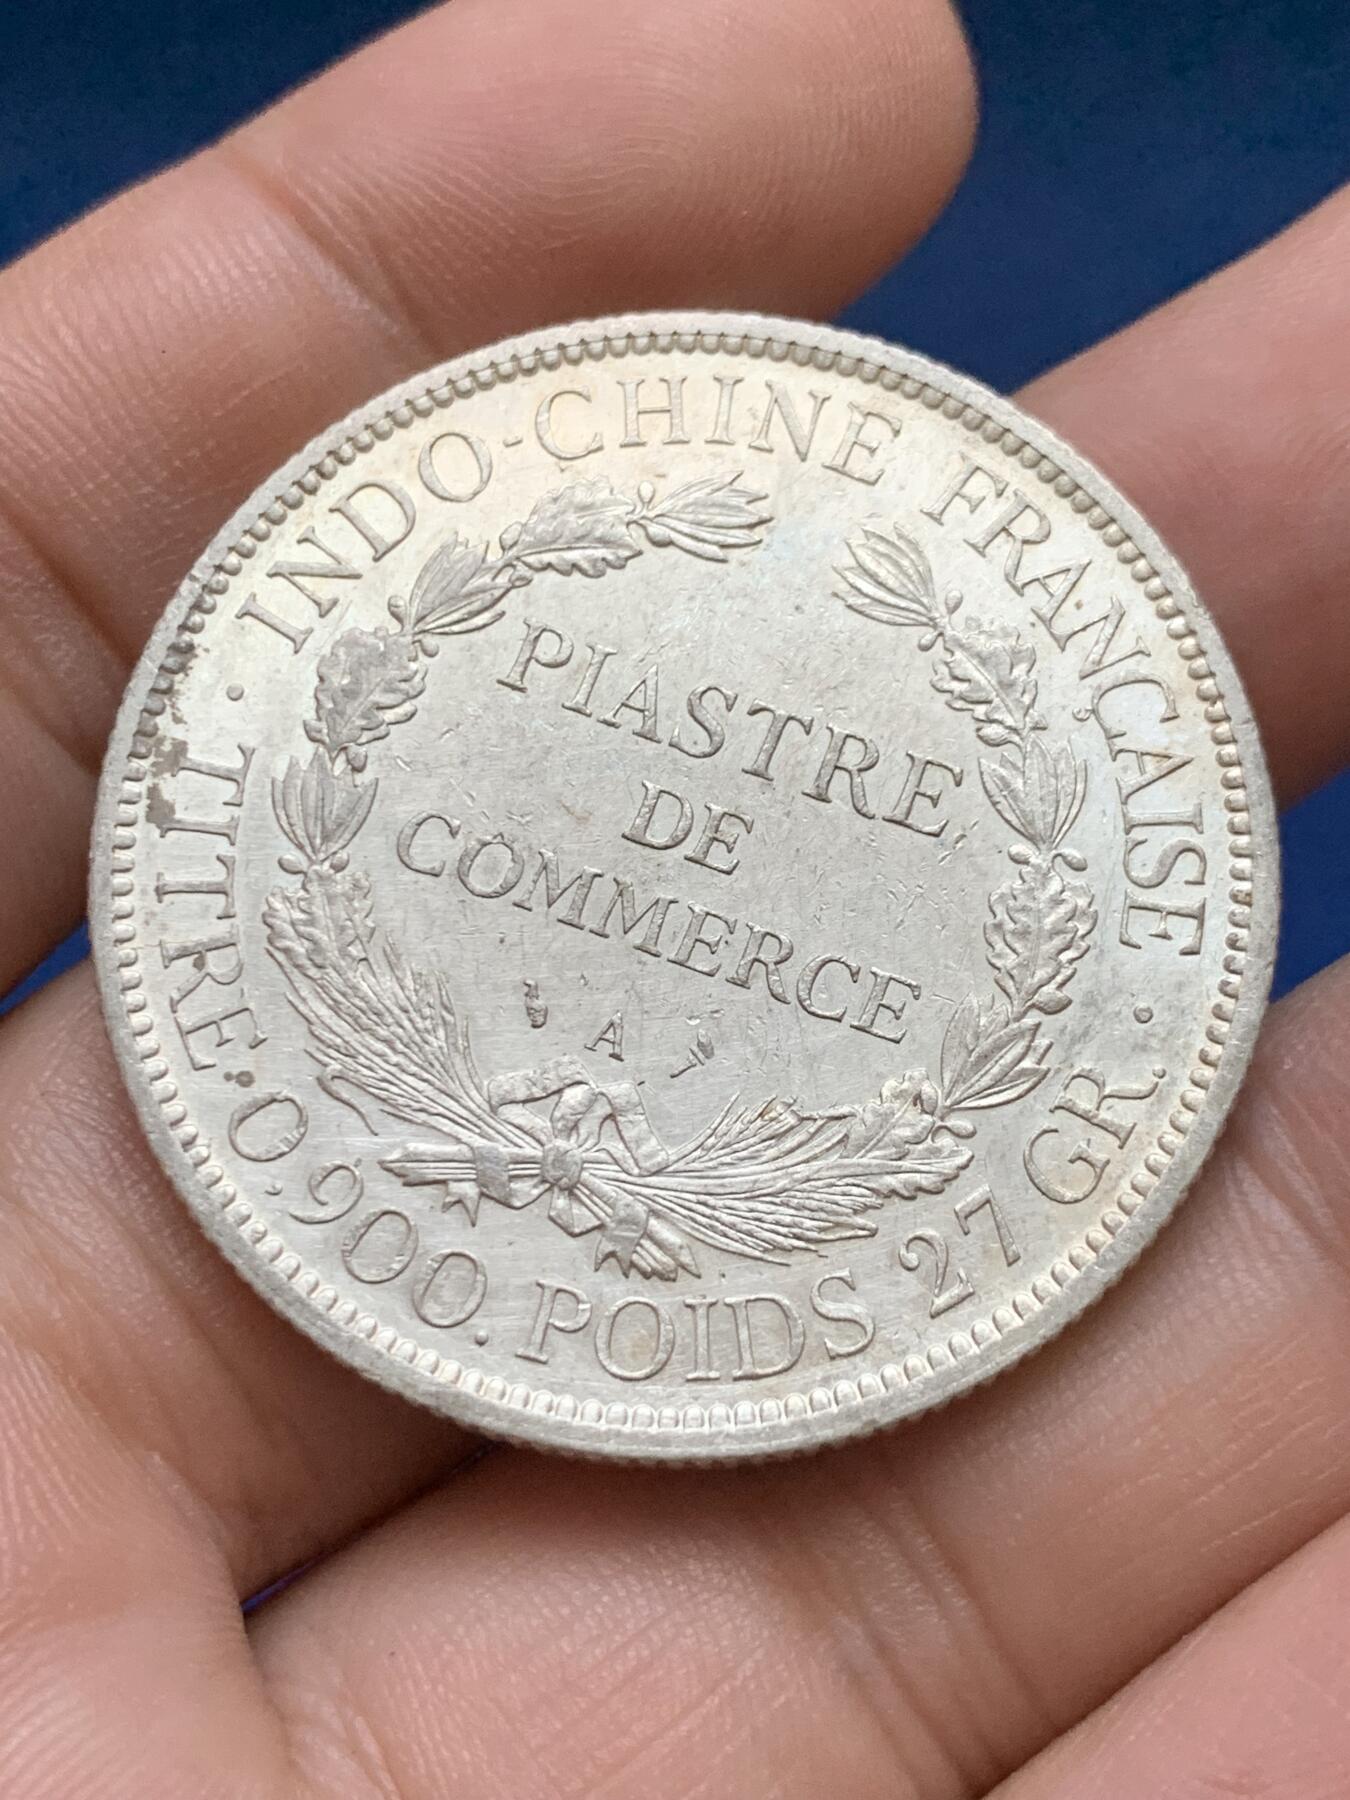 INDO-CHINE FRANÇAISE
· TITRE 0,900. POIDS 27 GR. ·
PIASTRE
DE
COMMERCE
A